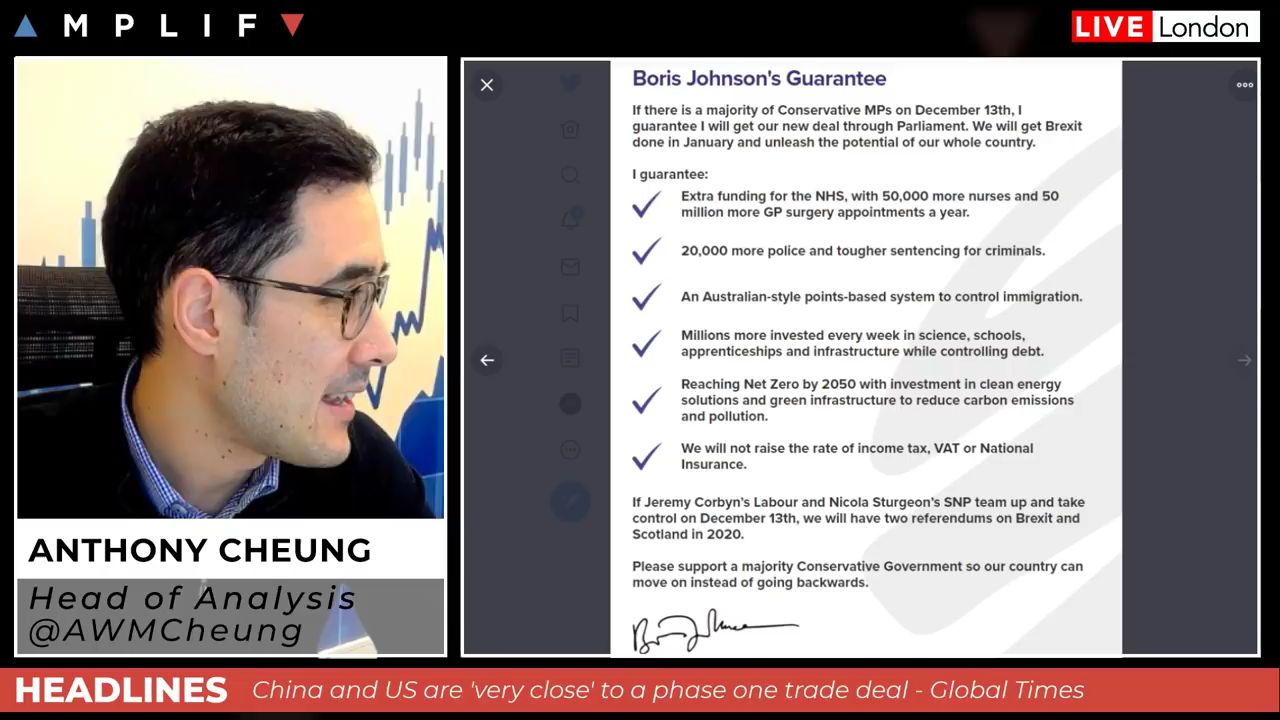 MPLIF
LIVE London
Boris Johnson's Guarantee
If there is a majority of Conservative MPs on December 13th, I
guarantee I will get our new deal through Parliament. We will get Brexit
done in January and unleash the potential of our whole country.
I guarantee:
Extra funding for the NHS, with 50,000 more nurses and 50
million more GP surgery appointments a year.
20,000 more police and tougher sentencing for criminals.
An Australian-style points-based system to control immigration.
Millions more invested every week in science, schools,
apprenticeships and infrastructure while controlling debt.
Reaching Net Zero by 2050 with investment in clean energy
solutions and green infrastructure to reduce carbon emissions
and pollution.
We will not raise the rate of income tax, VAT or National
Insurance.
If Jeremy Corbyn's Labour and Nicola Sturgeon's SNP team up and take
control on December 13th, we will have two referendums on Brexit and
Scotland in 2020.
Please support a majority Conservative Government so our country can
move on instead of going backwards.
Boris Johnson
ANTHONY CHEUNG
Head of Analysis
@AWMCheung
HEADLINES China and US are 'very close' to a phase one trade deal - Global Times